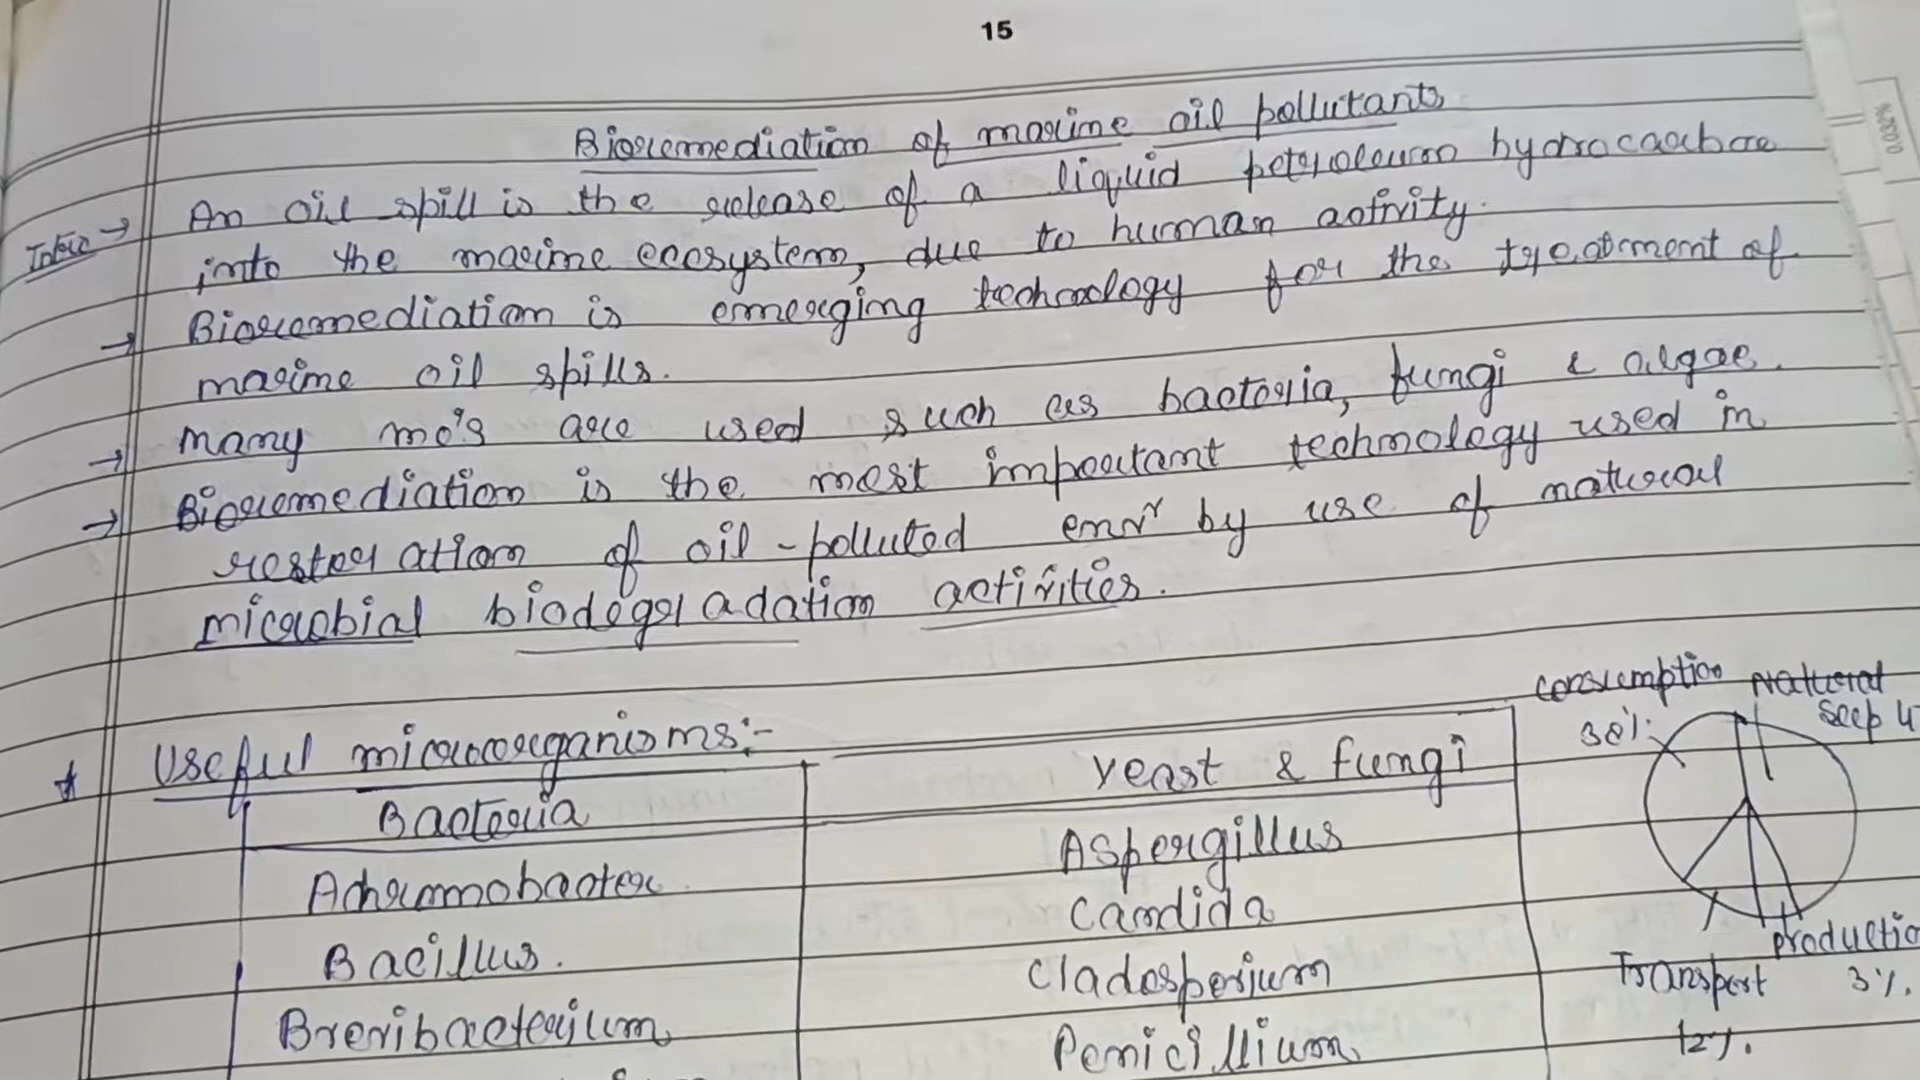 15
Bioremediation of marine oil pollutants
Intro → An oil spill is the release of a liquid petroleum hydrocarbon
into the marine ecosystem, due to human activity.
→ Bioremediation is emerging technology for the treatment of
marine oil spills.
→ Many mo's are used such as bacteria, fungi & algae.
→ Bioremediation is the most important technology used in
restoration of oil-polluted envr by use of natural
microbial biodegradation activities.
* Useful microorganisms:-
Bacteria
Yeast & Fungi
Achromobacter
Aspergillus
Bacillus.
Candida
Brevibacterium
Cladosporium
Penicillium
Consumption
38%
Natural
Seep 4
Production
3%.
Transport
12%.